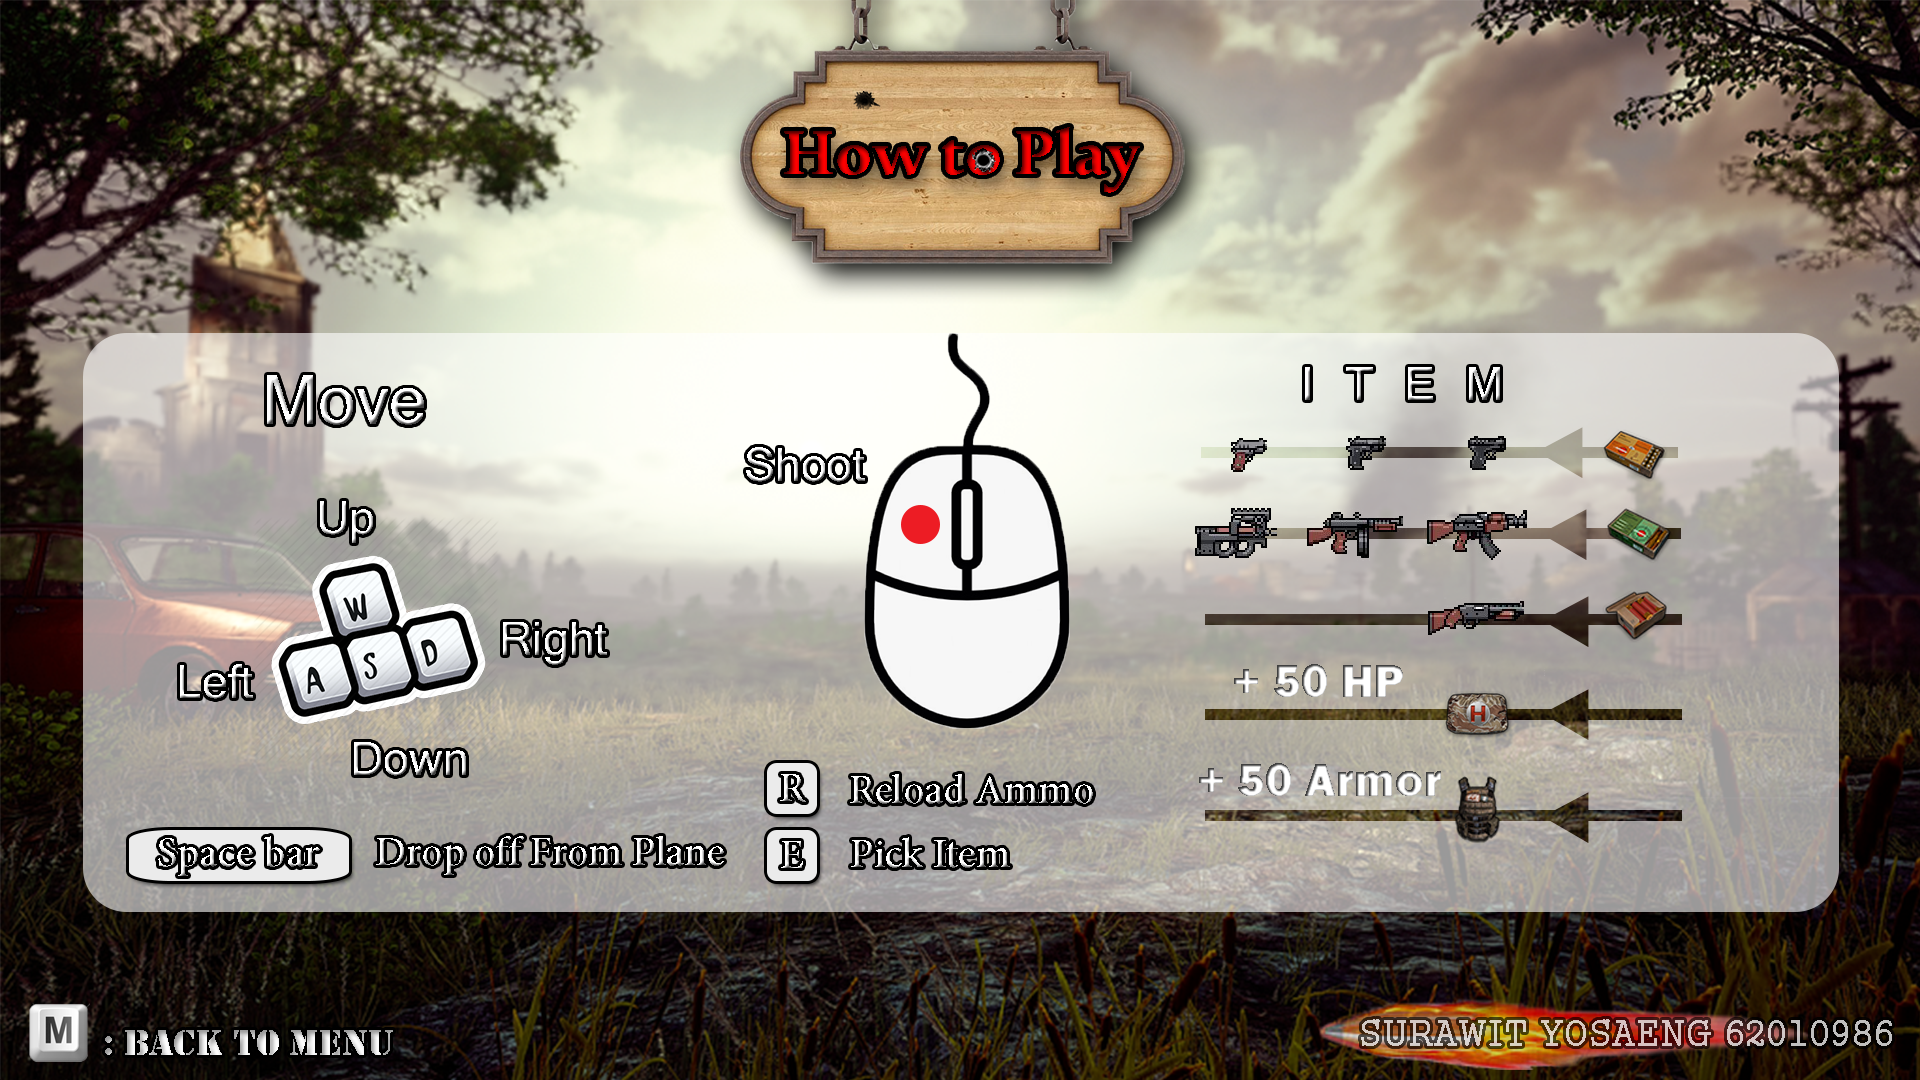 How to Play
Move
Up
W
A S D
Left
Right
Down
Space bar Drop off From Plane
Shoot
R Reload Ammo
E Pick Item
I T E M
+ 50 HP
H
+ 50 Armor
M : BACK TO MENU
SURAWIT YOSAENG 62010986